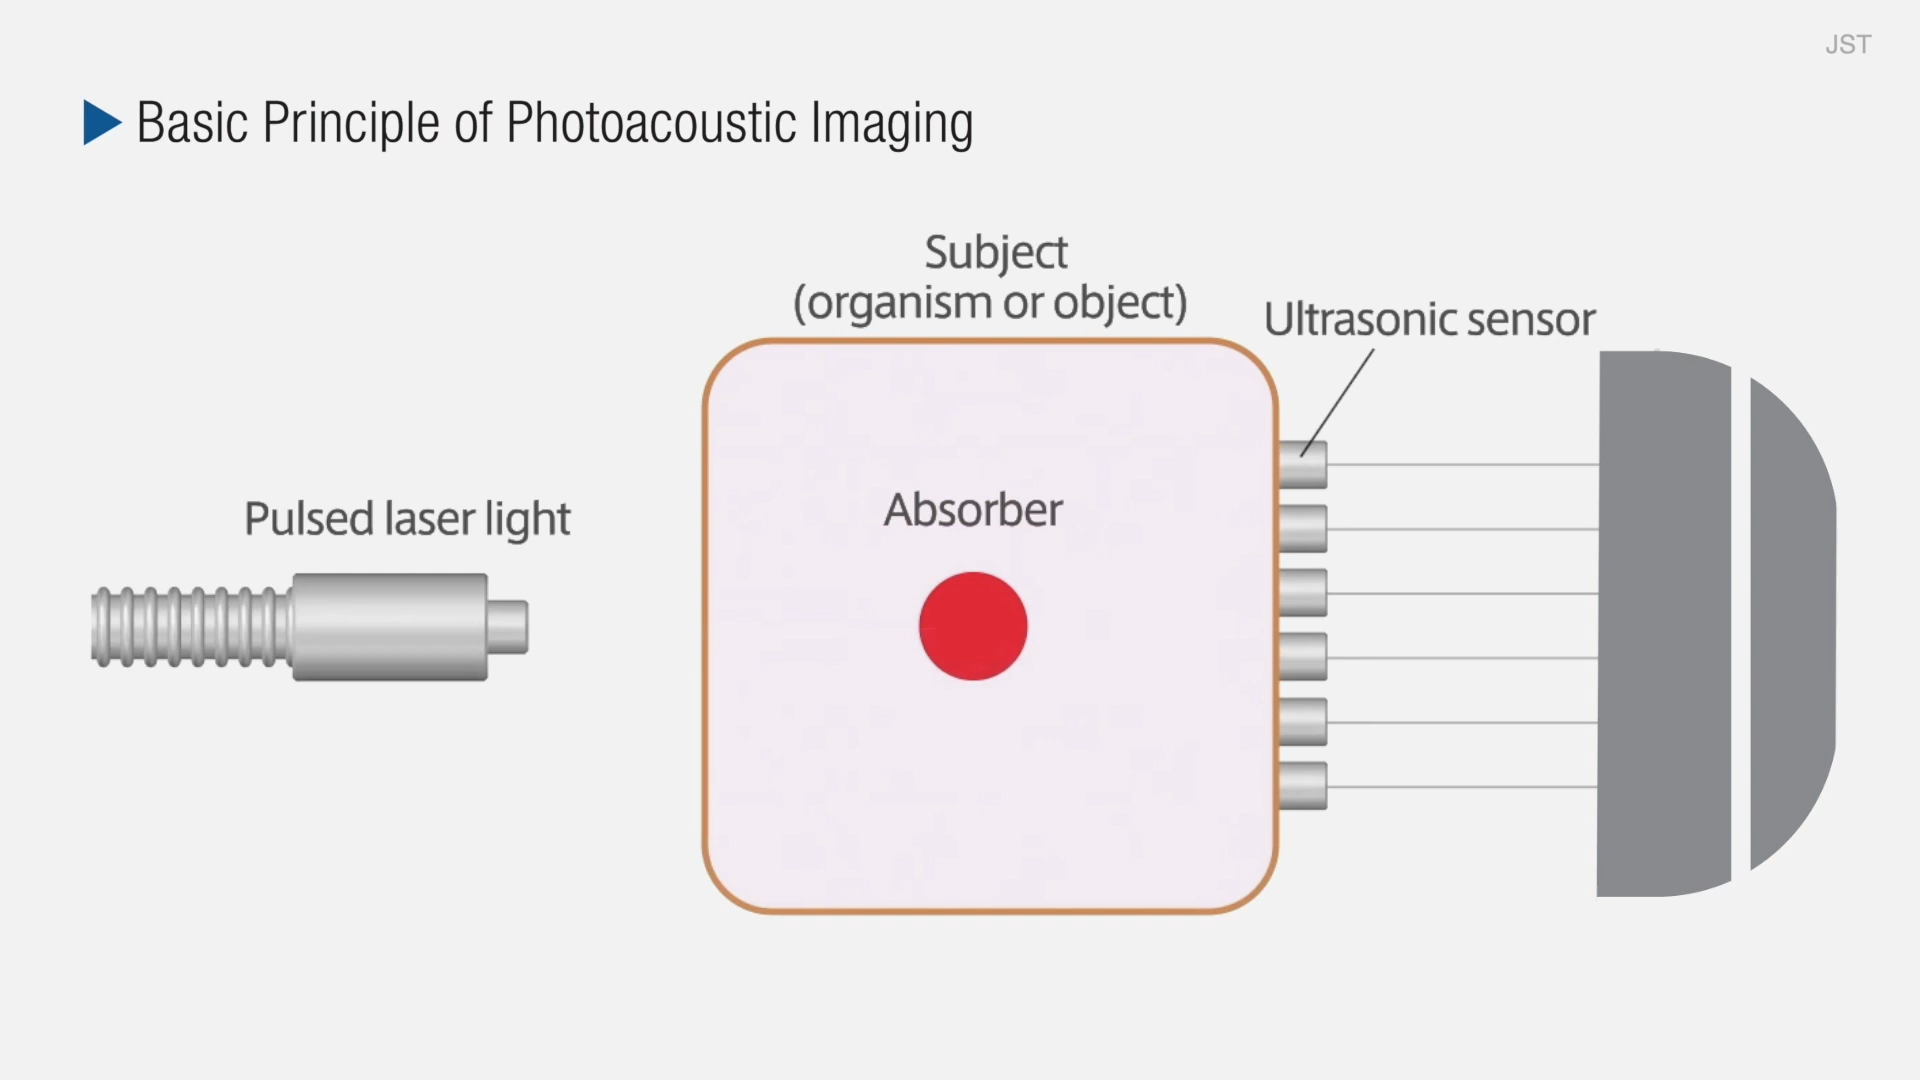 JST
Basic Principle of Photoacoustic Imaging
Subject
(organism or object)
Ultrasonic sensor
Pulsed laser light
Absorber